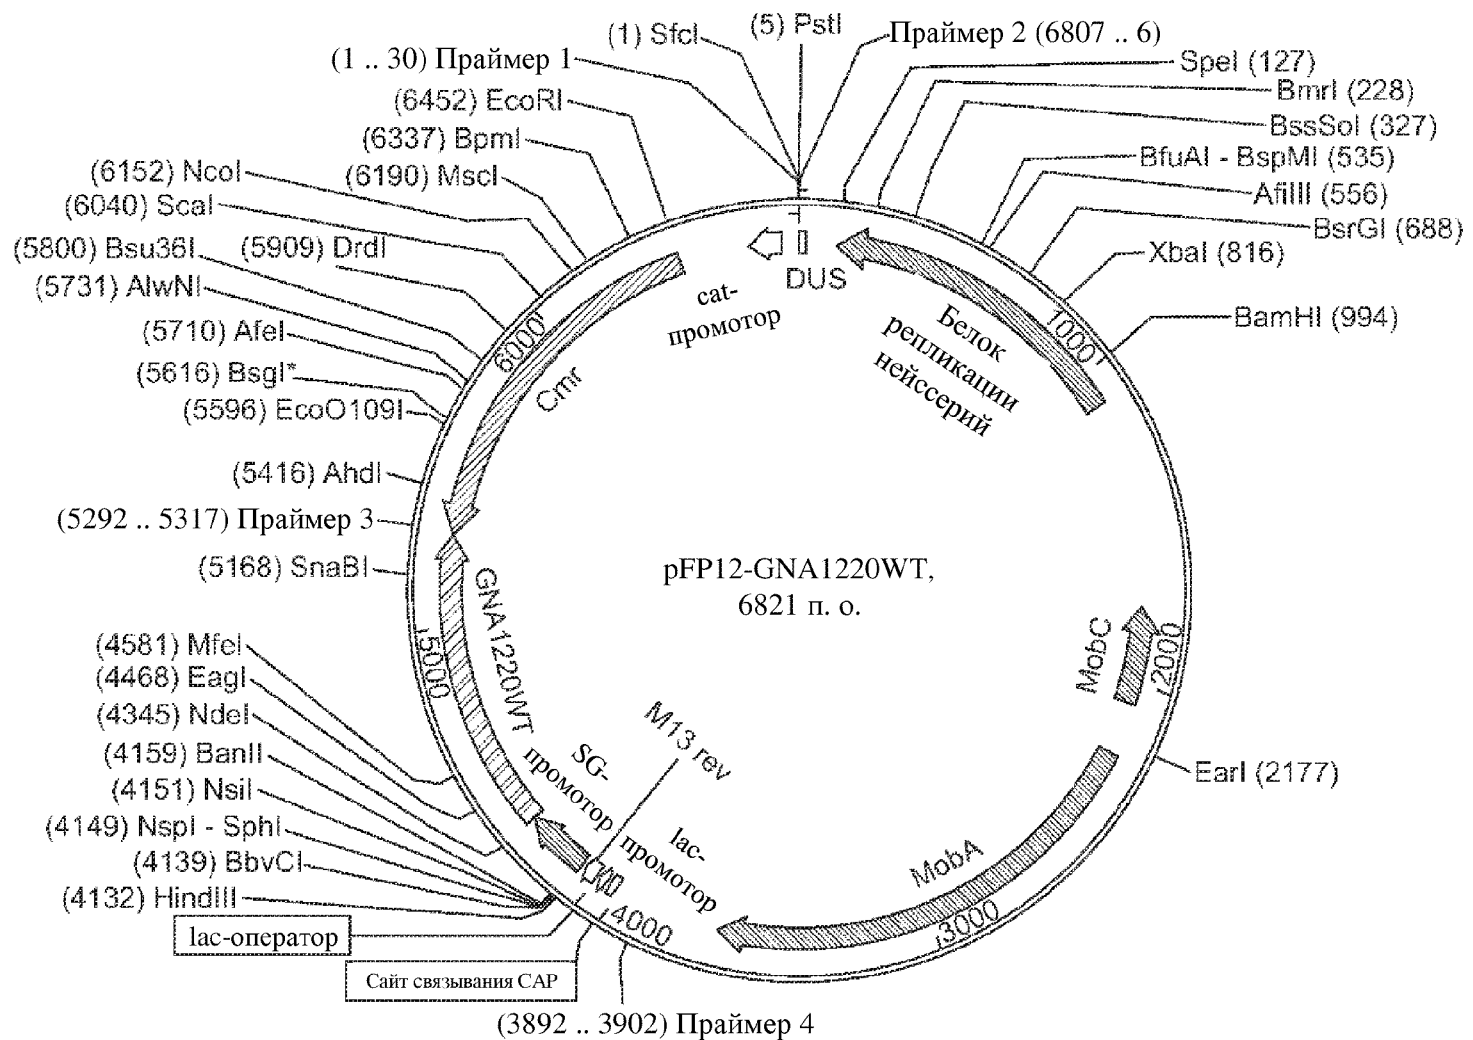 (1) SfcI
(5) PstI
Праймер 2 (6807 .. 6)
(1 .. 30) Праймер 1
SpeI (127)
(6452) EcoRI
BmrI (228)
(6337) BpmI
BssSoI (327)
(6152) NcoI
(6190) MscI
BfuAI - BspMI (535)
(6040) ScaI
AflIII (556)
(5800) Bsu36I
(5909) DrdI
BsrGI (688)
(5731) AlwNI
XbaI (816)
(5710) AfeI
BamHI (994)
(5616) BsgI*
(5596) EcoO109I
DUS
cat-
промотор
6000
1000
Cmr
Белок
репликации
нейссерий
(5416) AhdI
(5292 .. 5317) Праймер 3
(5168) SnaBI
pFP12-GNA1220WT,
6821 п. о.
GNA1220WT
5000
MobC
2000
(4581) MfeI
(4468) EagI
(4345) NdeI
(4159) BanII
(4151) NsiI
(4149) NspI - SphI
(4139) BbvCI
(4132) HindIII
M13 rev
SG-
промотор
lac-
промотор
EarI (2177)
MobA
3000
4000
lac-оператор
Сайт связывания CAP
(3892 .. 3902) Праймер 4